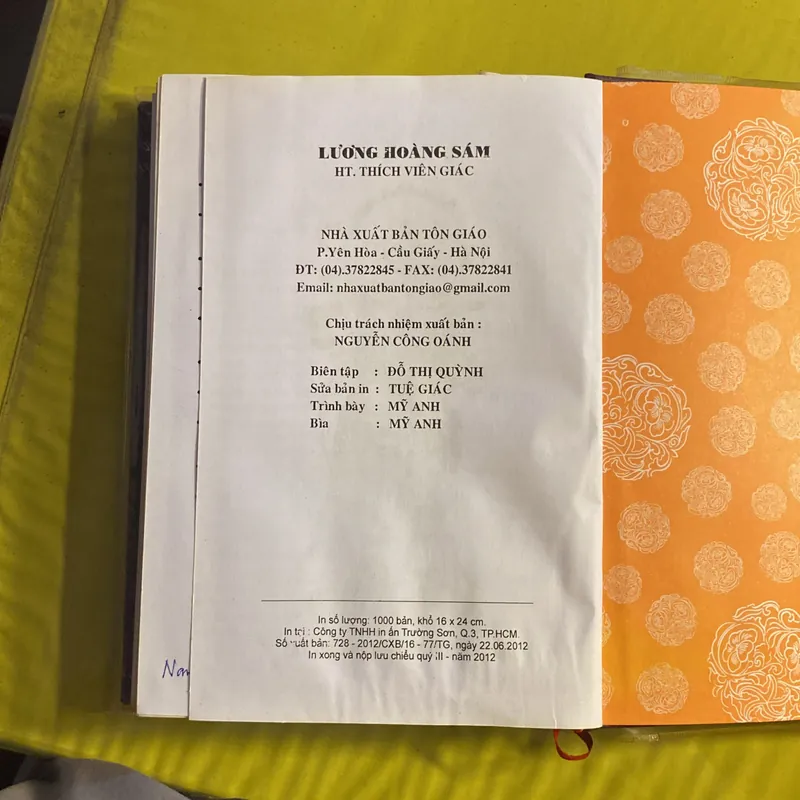 LƯƠNG HOÀNG SÁM
HT. THÍCH VIÊN GIÁC
NHÀ XUẤT BẢN TÔN GIÁO
P.Yên Hòa - Cầu Giấy - Hà Nội
ĐT: (04).37822845 - FAX: (04).37822841
Email: nhaxuatbantongiao@gmail.com
Chịu trách nhiệm xuất bản :
NGUYỄN CÔNG OÁNH
Biên tập : ĐỖ THỊ QUỲNH
Sửa bản in : TUỆ GIÁC
Trình bày : MỸ ANH
Bìa : MỸ ANH
In số lượng: 1000 bản, khổ 16 x 24 cm.
In tại : Công ty TNHH in ấn Trường Sơn, Q.3, TP.HCM.
Số xuất bản: 728 - 2012/CXB/16 - 77/TG, ngày 22.06.2012
In xong và nộp lưu chiểu quý III - năm 2012